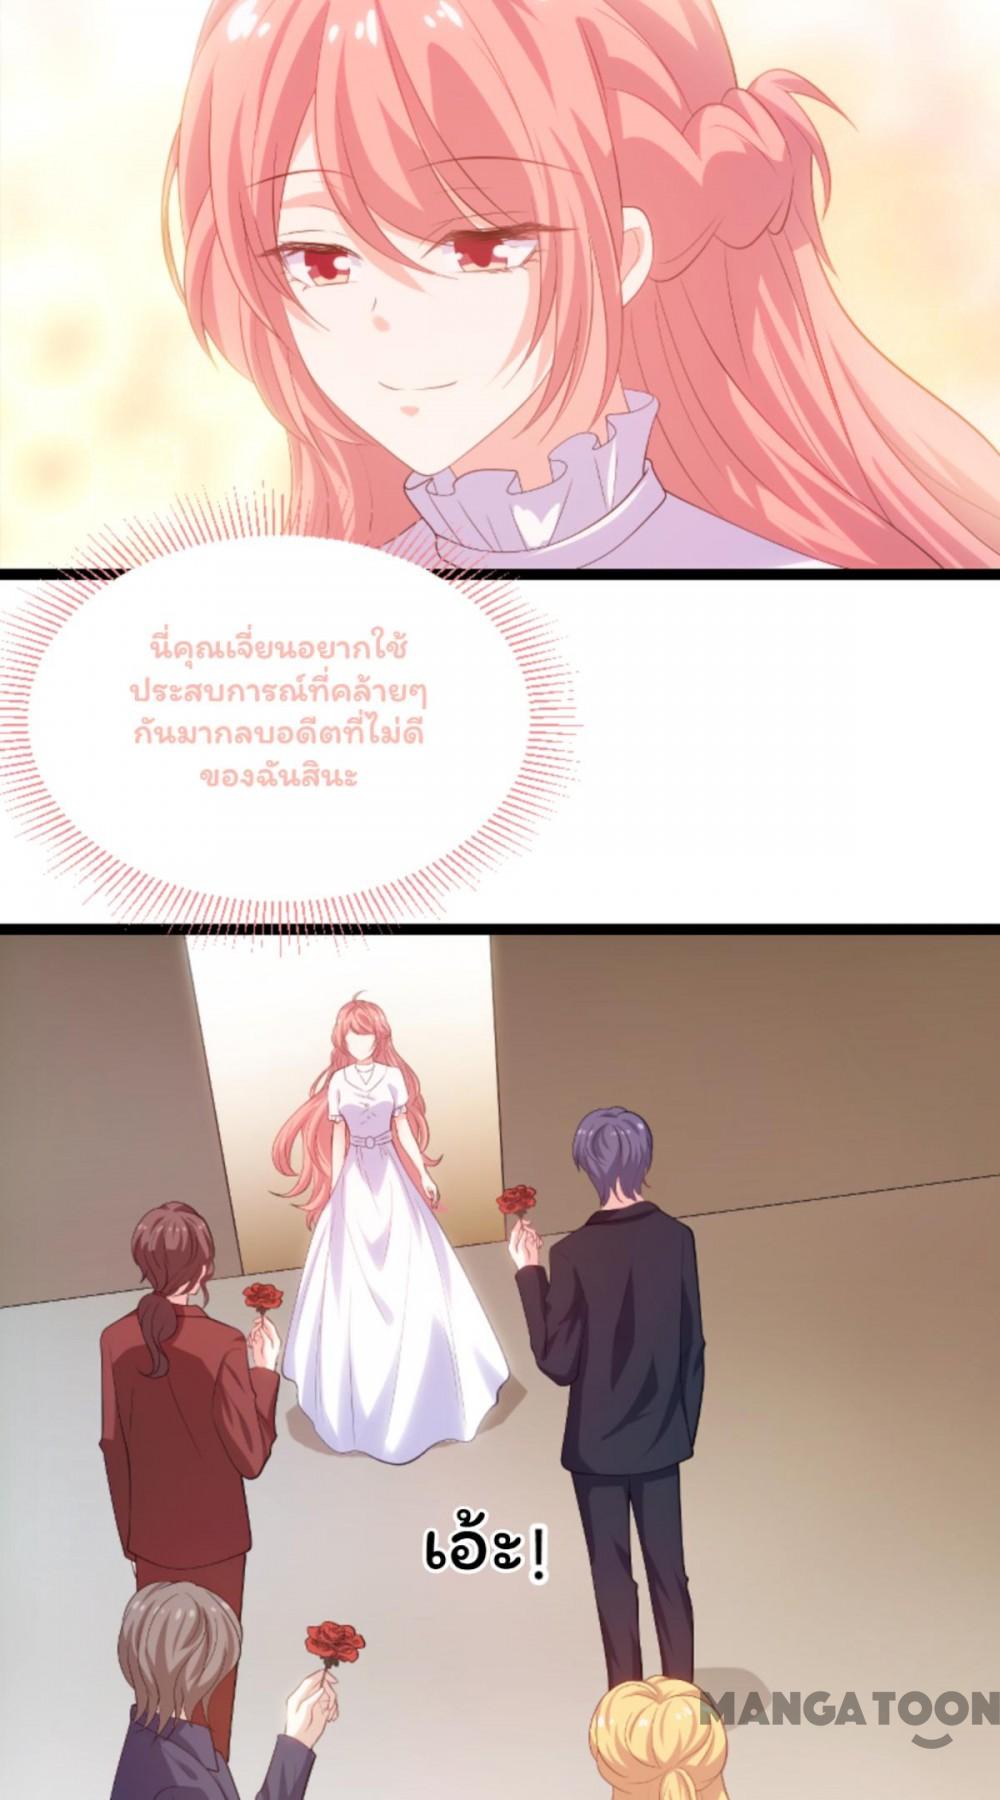 นี่คุณเจี่ยนอยากใช้
ประสบการณ์ที่คล้ายๆ
กันมากลบอดีตที่ไม่ดี
ของฉันสินะ
เอ้ะ!
MANGATOON